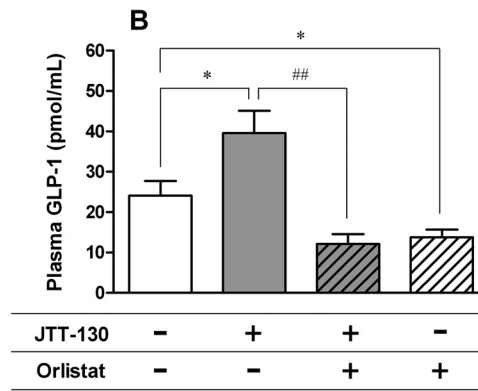 B
Plasma GLP-1 (pmol/mL)
60
50
40
30
20
10
0
*
* ##
JTT-130 − + + −
Orlistat − − + +